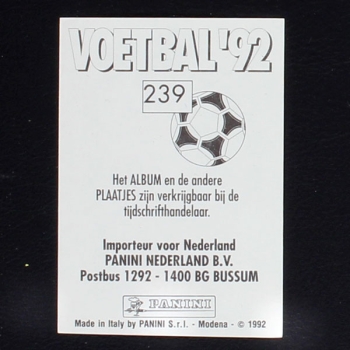 VOETBAL'92
239
Het ALBUM en de andere
PLAATJES zijn verkrijgbaar bij de
tijdschrifthandelaar.
Importeur voor Nederland
PANINI NEDERLAND B.V.
Postbus 1292 - 1400 BG BUSSUM
PANINI
Made in Italy by PANINI S.r.l. - Modena - © 1992